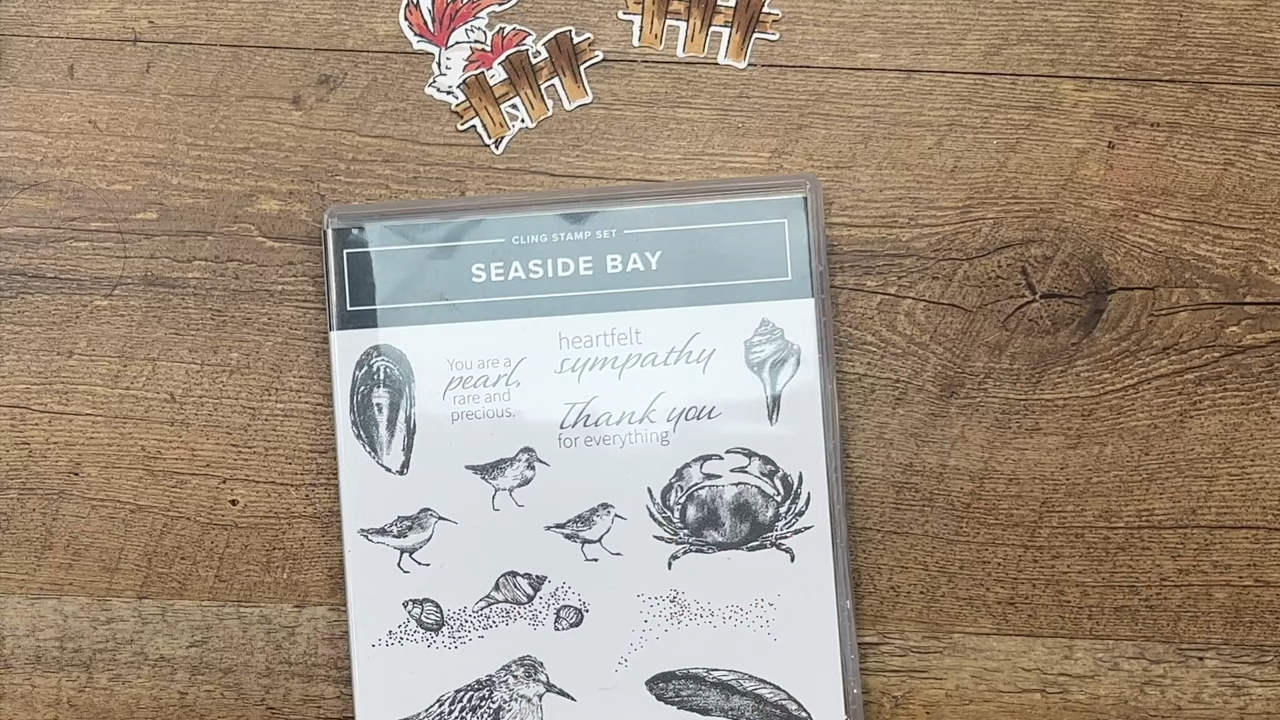 CLING STAMP SET
SEASIDE BAY
You are a
pearl,
rare and
precious.
heartfelt
sympathy
Thank you
for everything